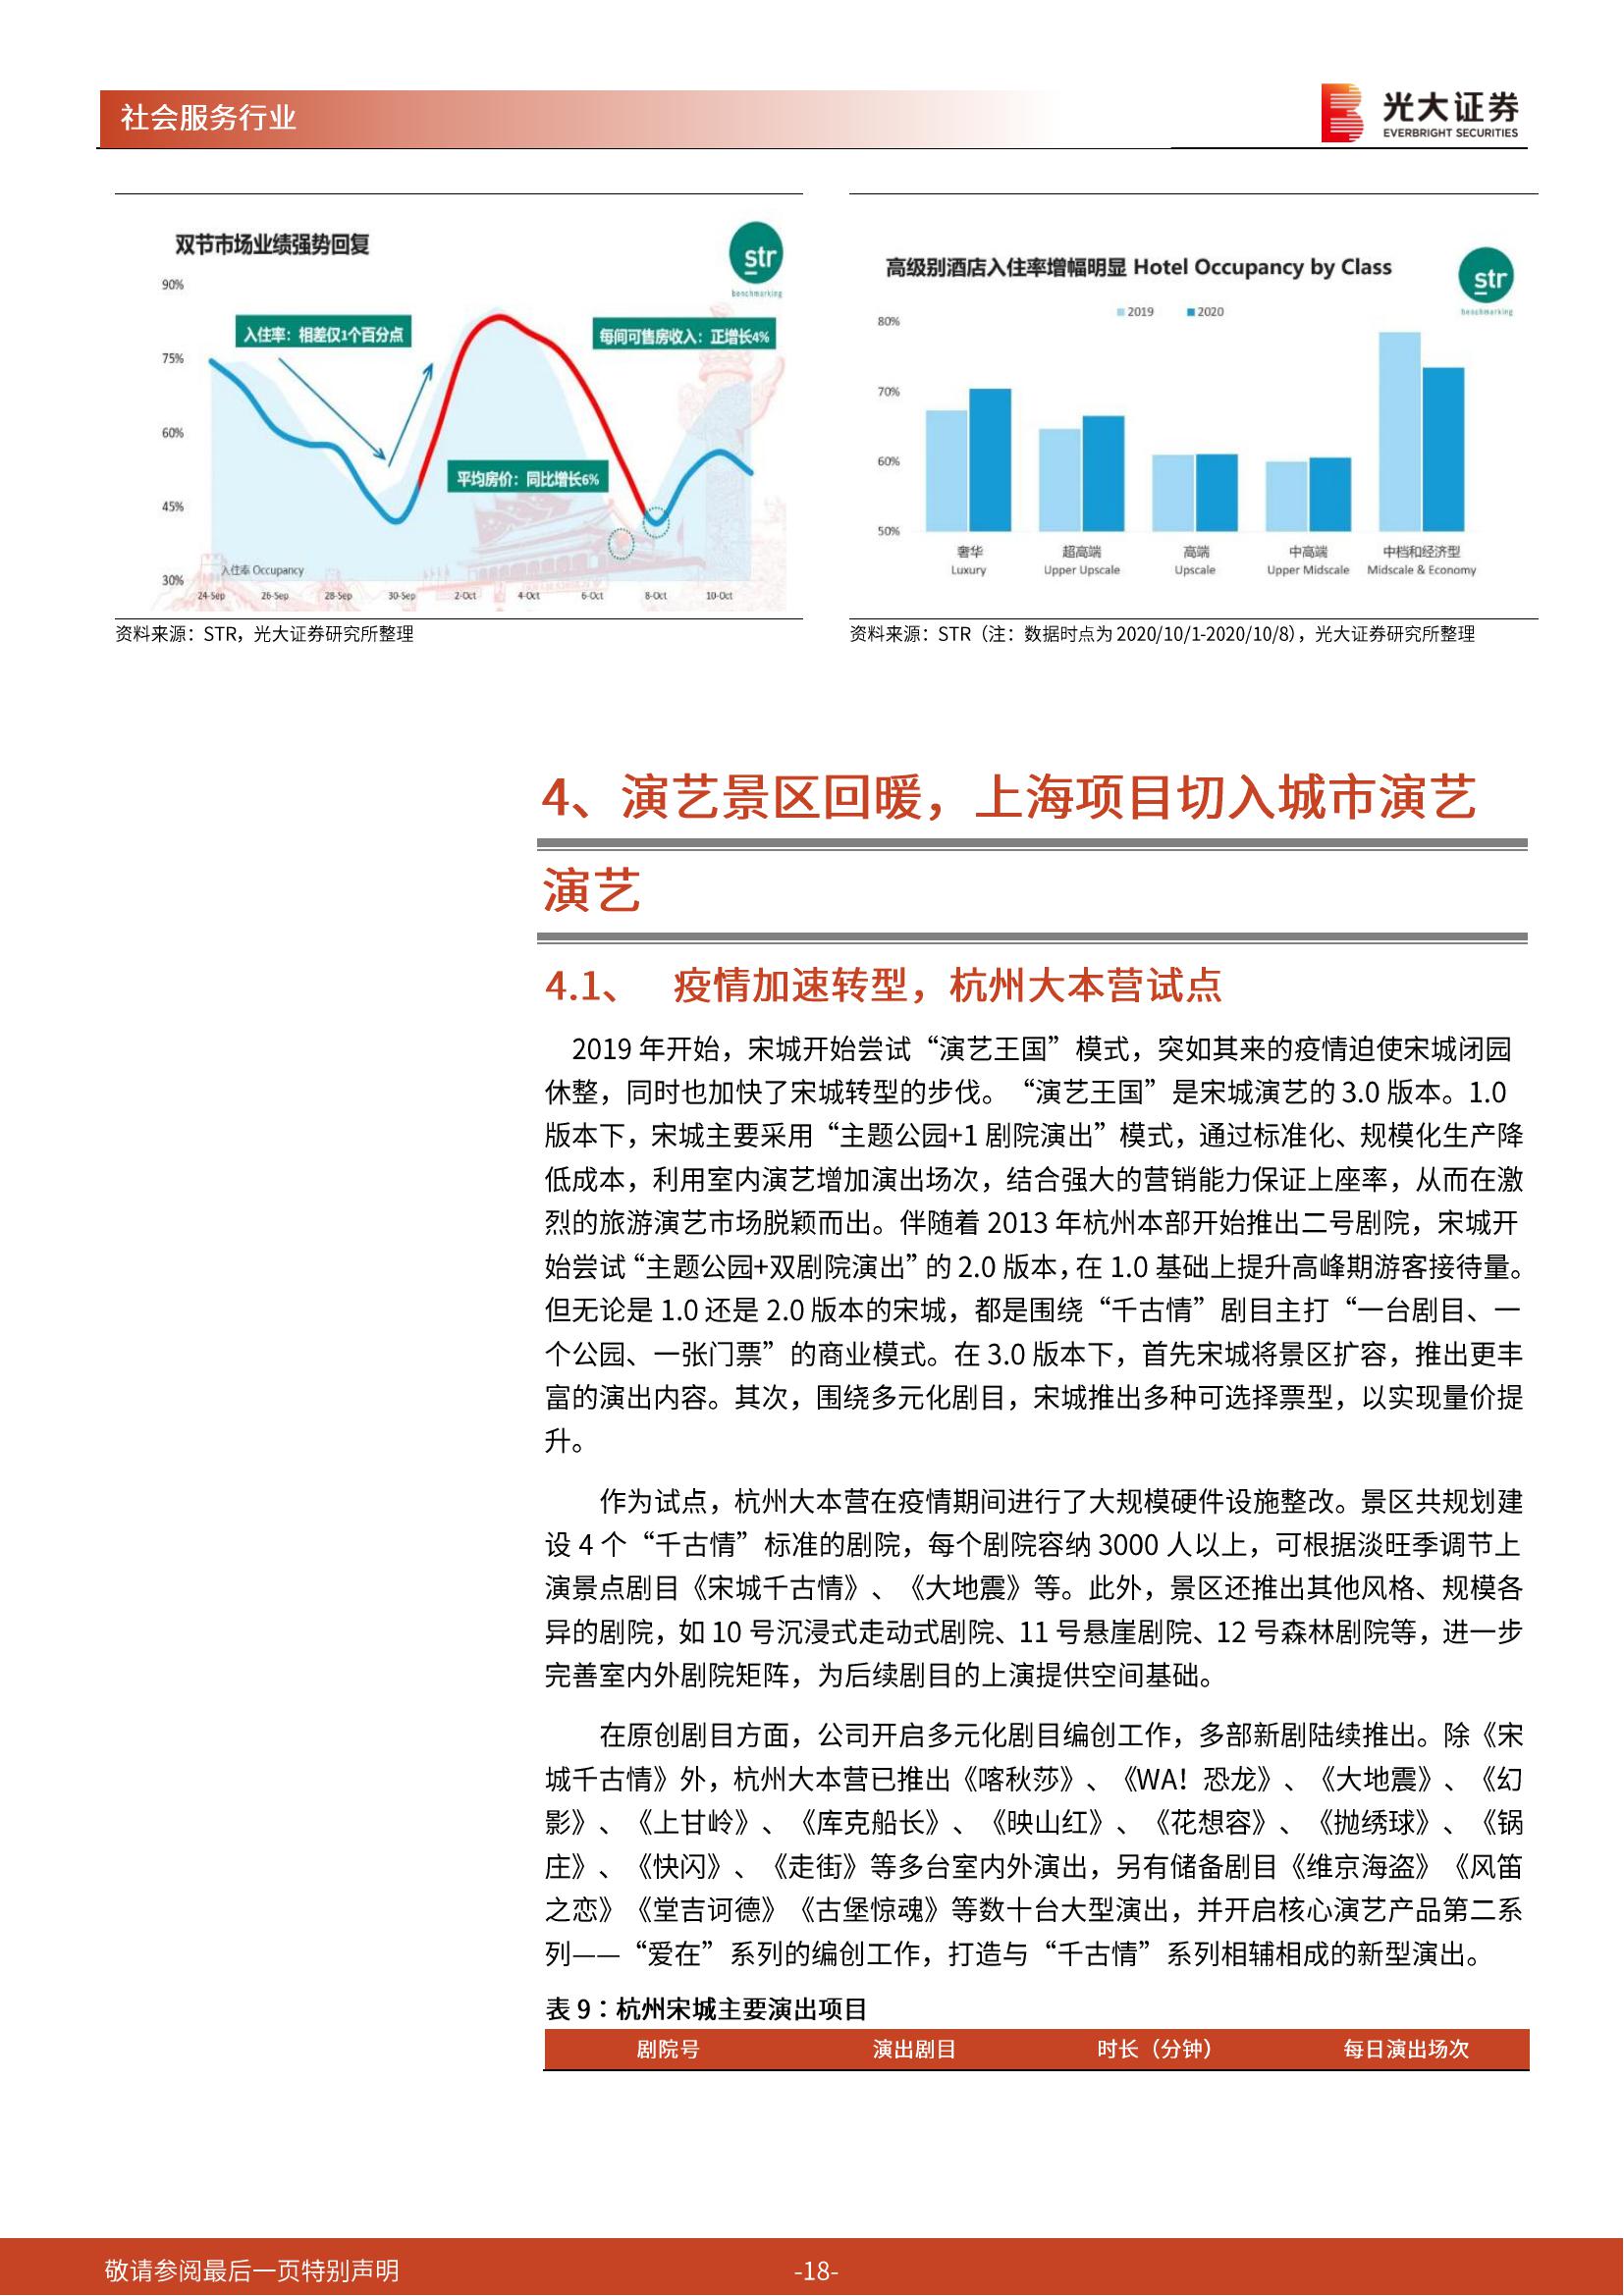 社会服务行业
光大证券
EVERBRIGHT SECURITIES
双节市场业绩强势回复
str
benchmarking
90%
75%
60%
45%
30%
入住率：相差仅1个百分点
每间可售房收入：正增长4%
平均房价：同比增长6%
入住率 Occupancy
24-Sep 26-Sep 28-Sep 30-Sep 2-Oct 4-Oct 6-Oct 8-Oct 10-Oct
资料来源：STR，光大证券研究所整理
高级别酒店入住率增幅明显 Hotel Occupancy by Class
str
benchmarking
2019 2020
80%
70%
60%
50%
奢华 超高端 高端 中高端 中档和经济型
Luxury Upper Upscale Upscale Upper Midscale Midscale & Economy
资料来源：STR（注：数据时点为 2020/10/1-2020/10/8），光大证券研究所整理
4、演艺景区回暖，上海项目切入城市演艺
演艺
4.1、 疫情加速转型，杭州大本营试点
2019 年开始，宋城开始尝试“演艺王国”模式，突如其来的疫情迫使宋城闭园
休整，同时也加快了宋城转型的步伐。“演艺王国”是宋城演艺的 3.0 版本。1.0
版本下，宋城主要采用“主题公园+1 剧院演出”模式，通过标准化、规模化生产降
低成本，利用室内演艺增加演出场次，结合强大的营销能力保证上座率，从而在激
烈的旅游演艺市场脱颖而出。伴随着 2013 年杭州本部开始推出二号剧院，宋城开
始尝试“主题公园+双剧院演出”的 2.0 版本，在 1.0 基础上提升高峰期游客接待量。
但无论是 1.0 还是 2.0 版本的宋城，都是围绕“千古情”剧目主打“一台剧目、一
个公园、一张门票”的商业模式。在 3.0 版本下，首先宋城将景区扩容，推出更丰
富的演出内容。其次，围绕多元化剧目，宋城推出多种可选择票型，以实现量价提
升。
作为试点，杭州大本营在疫情期间进行了大规模硬件设施整改。景区共规划建
设 4 个“千古情”标准的剧院，每个剧院容纳 3000 人以上，可根据淡旺季调节上
演景点剧目《宋城千古情》、《大地震》等。此外，景区还推出其他风格、规模各
异的剧院，如 10 号沉浸式走动式剧院、11 号悬崖剧院、12 号森林剧院等，进一步
完善室内外剧院矩阵，为后续剧目的上演提供空间基础。
在原创剧目方面，公司开启多元化剧目编创工作，多部新剧陆续推出。除《宋
城千古情》外，杭州大本营已推出《喀秋莎》、《WA！恐龙》、《大地震》、《幻
影》、《上甘岭》、《库克船长》、《映山红》、《花想容》、《抛绣球》、《锅
庄》、《快闪》、《走街》等多台室内外演出，另有储备剧目《维京海盗》《风笛
之恋》《堂吉诃德》《古堡惊魂》等数十台大型演出，并开启核心演艺产品第二系
列——“爱在”系列的编创工作，打造与“千古情”系列相辅相成的新型演出。
表 9：杭州宋城主要演出项目
剧院号 演出剧目 时长（分钟） 每日演出场次
敬请参阅最后一页特别声明
-18-